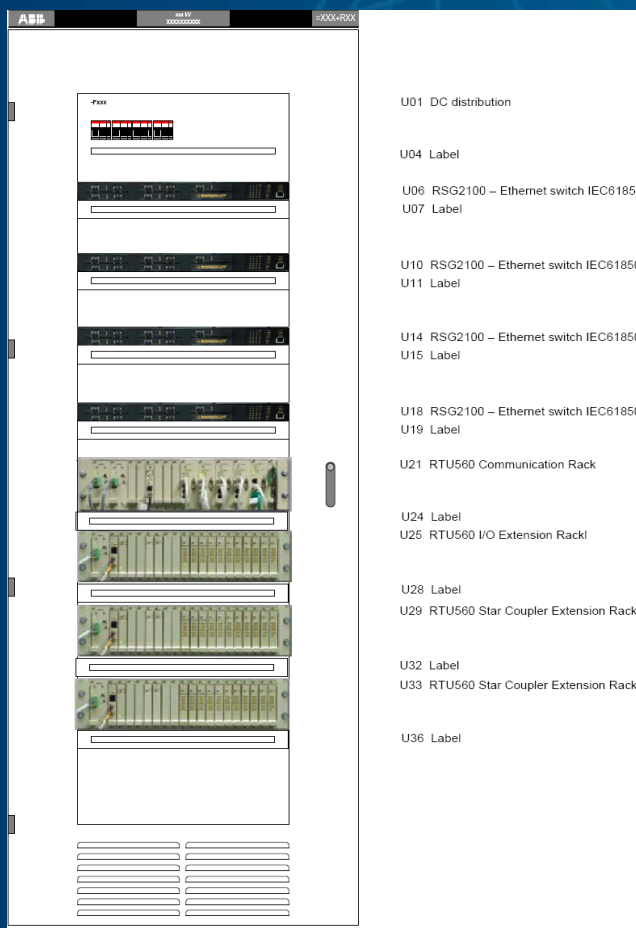 ABB
xxx kV
xxxxxxxxxx
=XXX+RXX
-Fxxx
U01 DC distribution
U04 Label
U06 RSG2100 – Ethernet switch IEC6185
U07 Label
U10 RSG2100 – Ethernet switch IEC61850
U11 Label
U14 RSG2100 – Ethernet switch IEC61850
U15 Label
U18 RSG2100 – Ethernet switch IEC61850
U19 Label
U21 RTU560 Communication Rack
U24 Label
U25 RTU560 I/O Extension Rackl
U28 Label
U29 RTU560 Star Coupler Extension Rack
U32 Label
U33 RTU560 Star Coupler Extension Rack
U36 Label